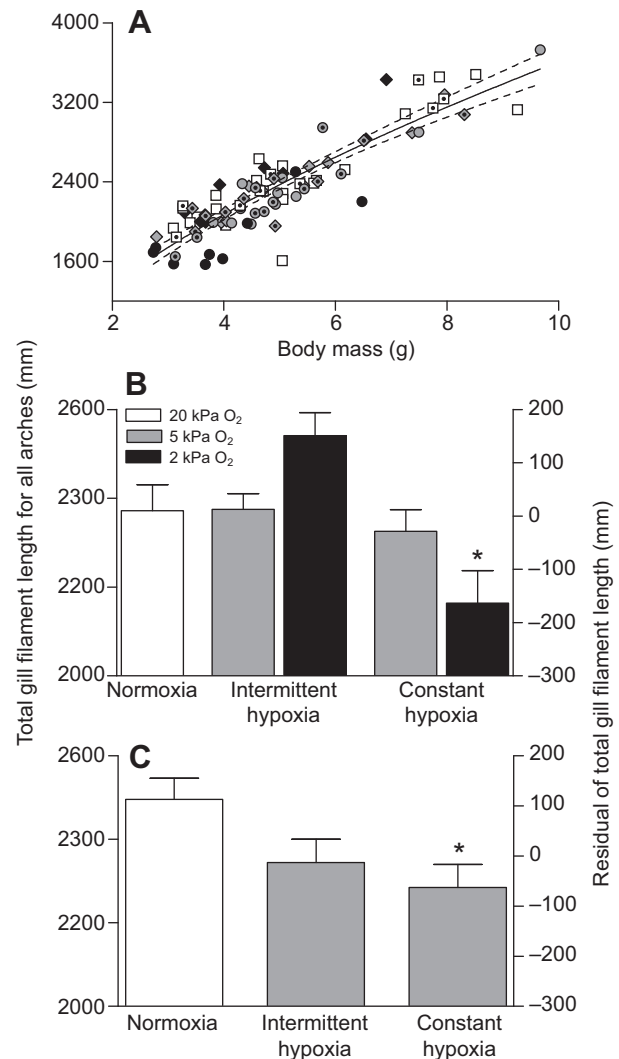 A
4000
3200
2400
1600
2
4
6
8
10
Body mass (g)
Total gill filament length for all arches (mm)
B
2600
2300
2200
2000
20 kPa O₂
5 kPa O₂
2 kPa O₂
*
200
100
0
–100
–200
–300
Residual of total gill filament length (mm)
Normoxia
Intermittent
hypoxia
Constant
hypoxia
C
2600
2300
2200
2000
*
200
100
0
–100
–200
–300
Normoxia
Intermittent
hypoxia
Constant
hypoxia